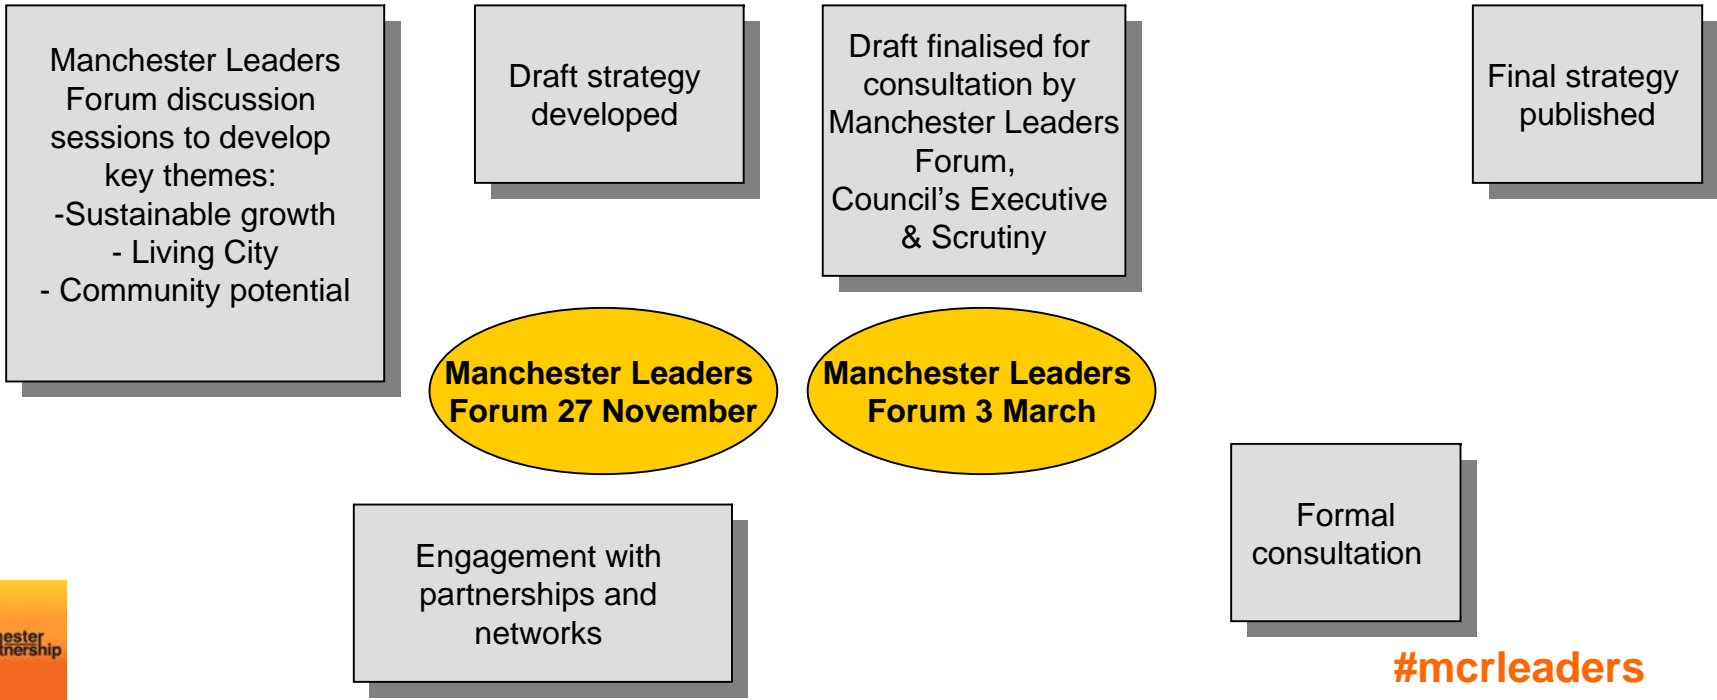 Manchester Leaders
Forum discussion
sessions to develop
key themes:
-Sustainable growth
- Living City
- Community potential
Draft strategy
developed
Draft finalised for
consultation by
Manchester Leaders
Forum,
Council’s Executive
& Scrutiny
Final strategy
published
Manchester Leaders
Forum 27 November
Manchester Leaders
Forum 3 March
Engagement with
partnerships and
networks
Formal
consultation
#mcrleaders